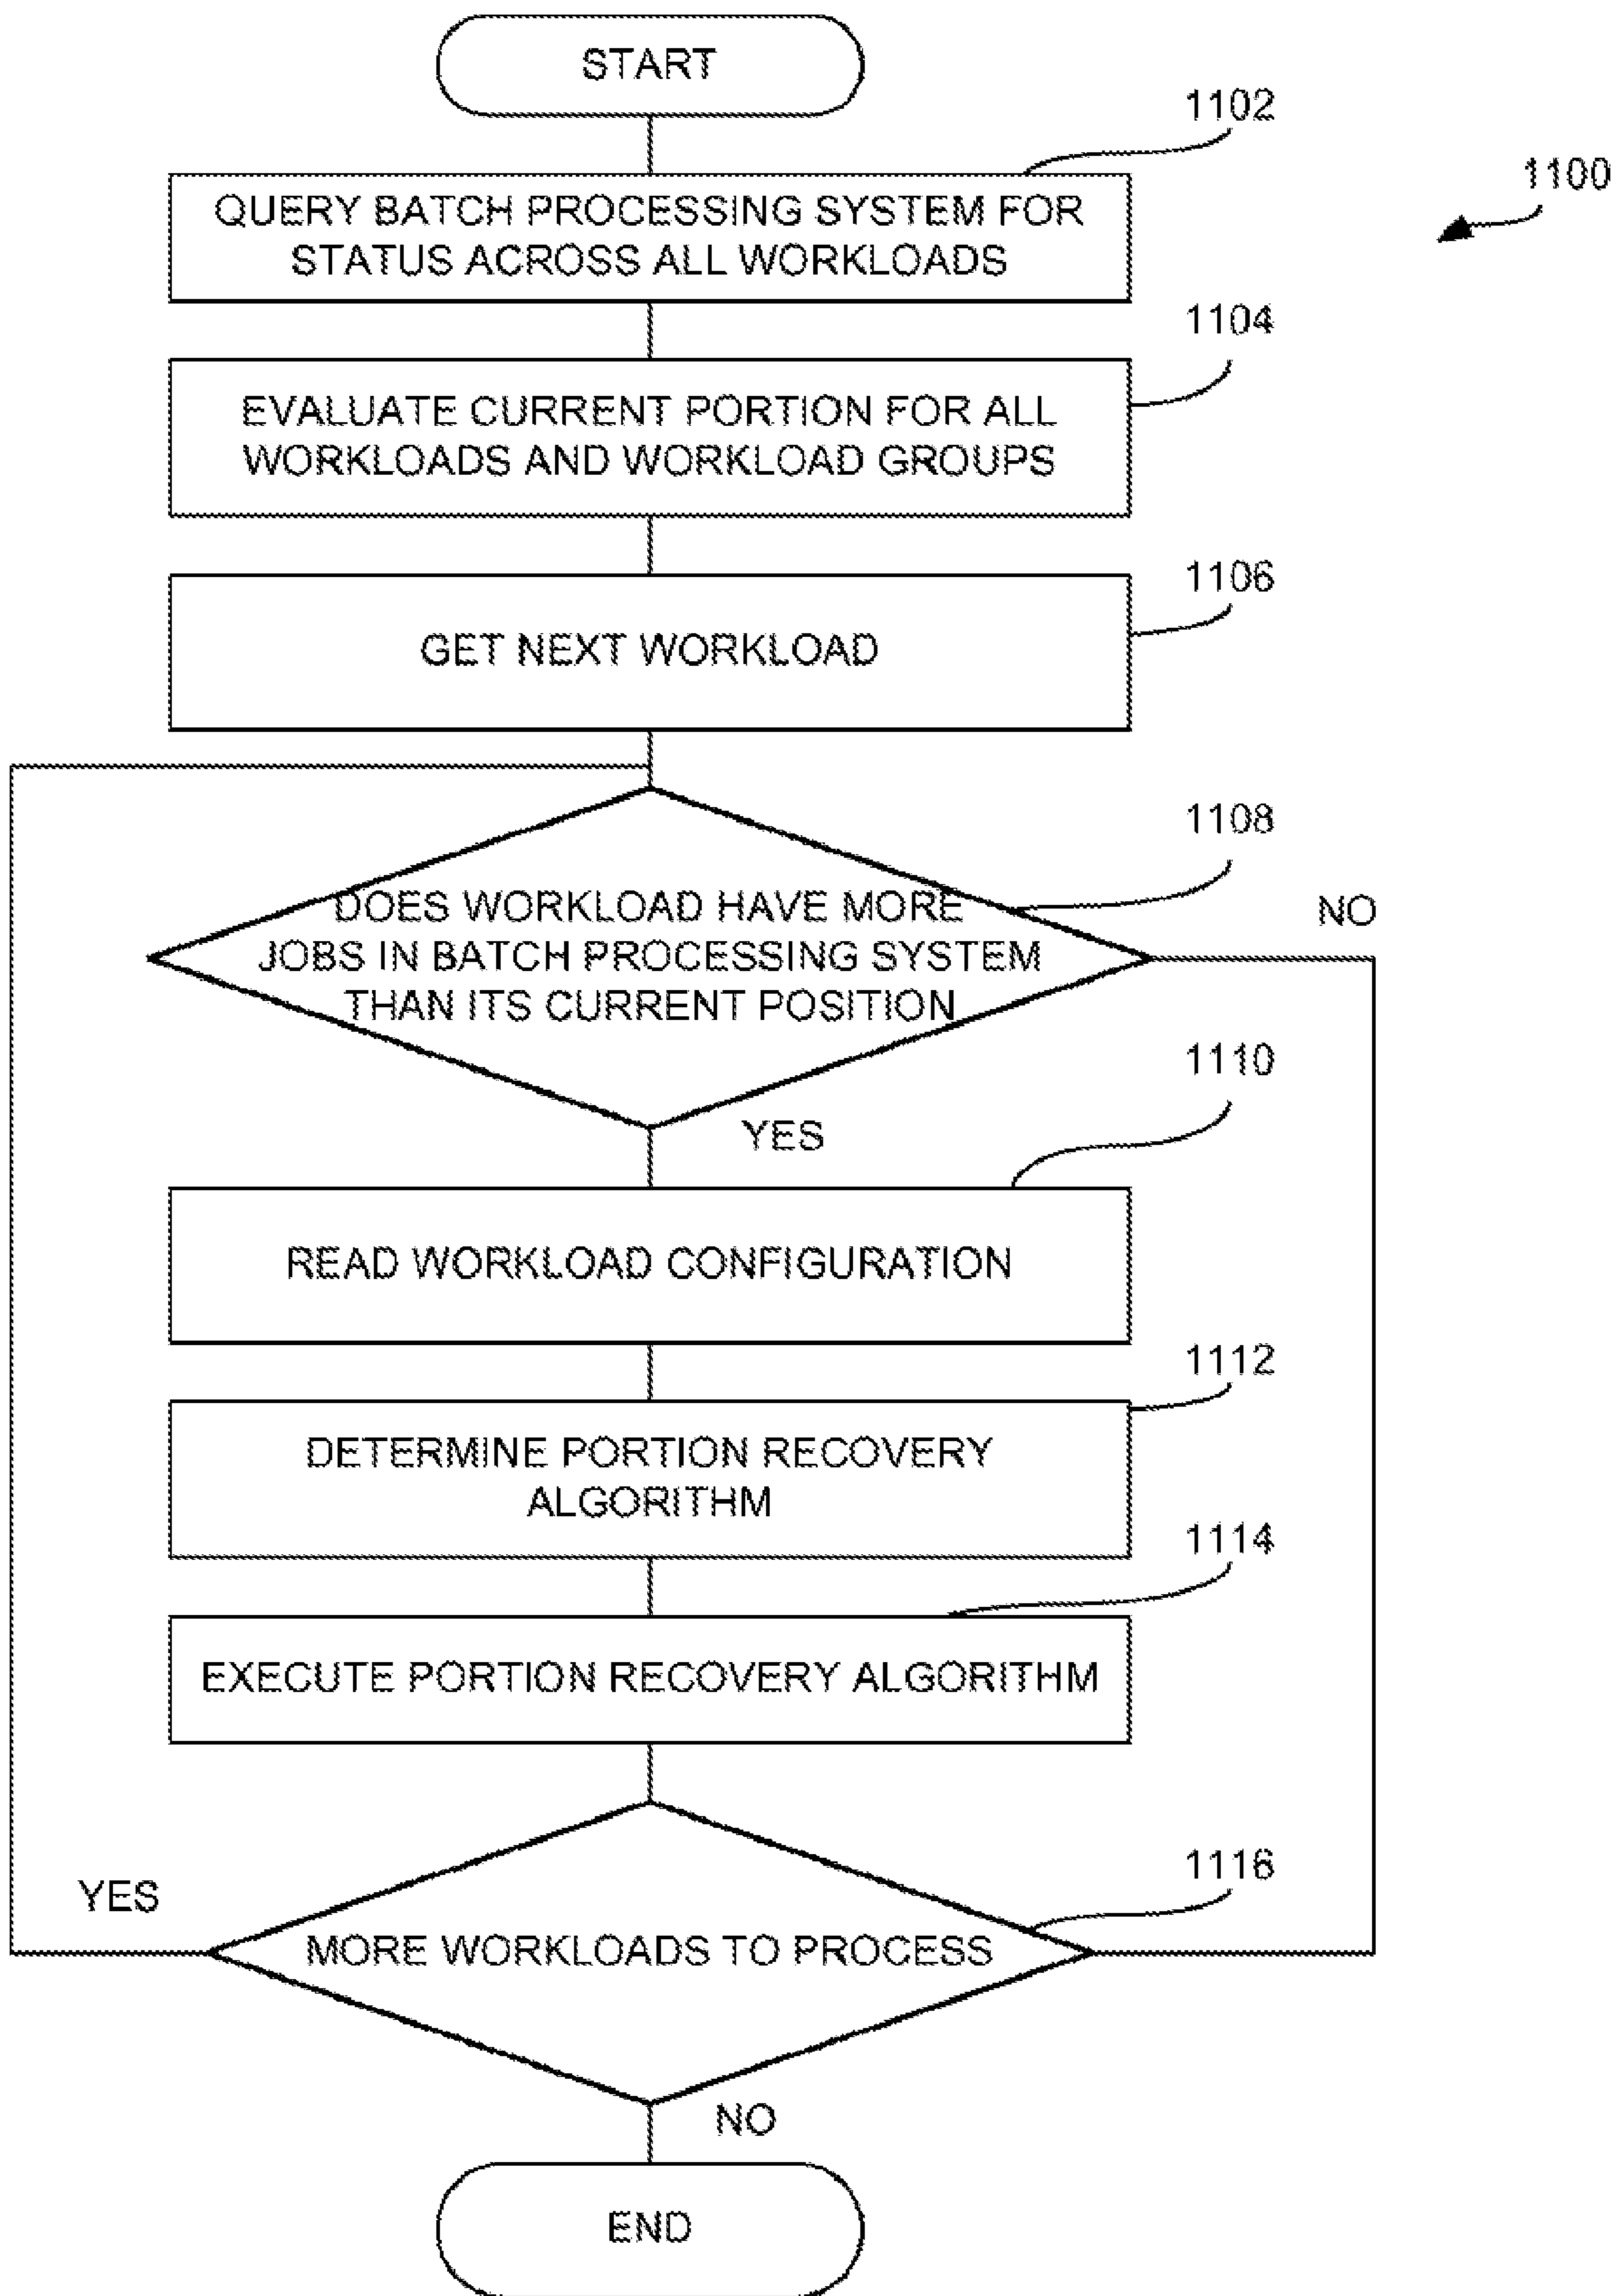 START
1102
1100
QUERY BATCH PROCESSING SYSTEM FOR
STATUS ACROSS ALL WORKLOADS
1104
EVALUATE CURRENT PORTION FOR ALL
WORKLOADS AND WORKLOAD GROUPS
1106
GET NEXT WORKLOAD
1108
DOES WORKLOAD HAVE MORE
JOBS IN BATCH PROCESSING SYSTEM
THAN ITS CURRENT POSITION
NO
1110
YES
READ WORKLOAD CONFIGURATION
1112
DETERMINE PORTION RECOVERY
ALGORITHM
1114
EXECUTE PORTION RECOVERY ALGORITHM
1116
YES
MORE WORKLOADS TO PROCESS
NO
END